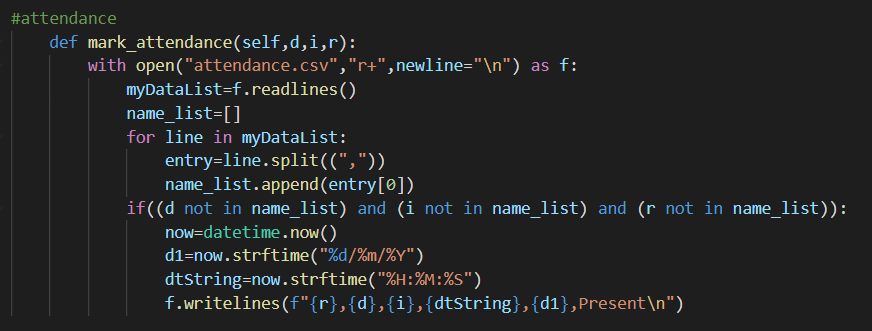 #attendance
def mark_attendance(self,d,i,r):
with open("attendance.csv","r+",newline="\n") as f:
myDataList=f.readlines()
name_list=[]
for line in myDataList:
entry=line.split((","))
name_list.append(entry[0])
if((d not in name_list) and (i not in name_list) and (r not in name_list)):
now=datetime.now()
d1=now.strftime("%d/%m/%Y")
dtString=now.strftime("%H:%M:%S")
f.writelines(f"{r},{d},{i},{dtString},{d1},Present\n")